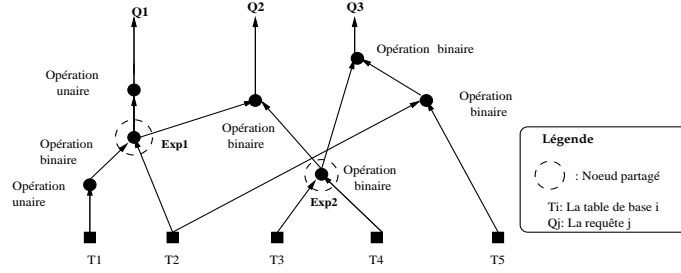 Q1 Q2 Q3
Opération binaire
Opération
unaire
Opération
binaire
Exp1
Opération
binaire
Opération
binaire
Opération
unaire
Opération
binaire
Exp2
T1 T2 T3 T4 T5
Légende
: Noeud partagé
Ti: La table de base i
Qj: La requête j